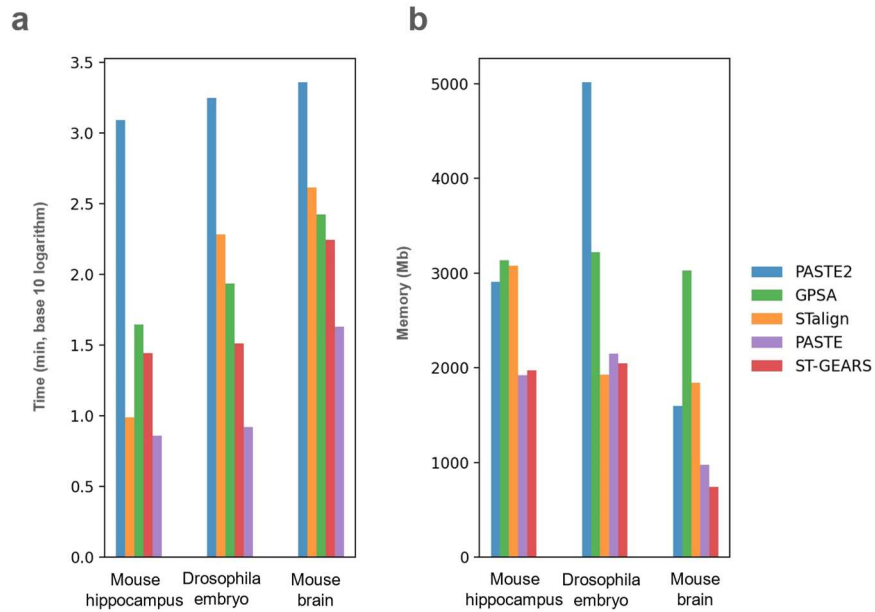 a
b
Time (min, base 10 logarithm)
3.5
3.0
2.5
2.0
1.5
1.0
0.5
0.0
Mouse
hippocampus
Drosophila
embryo
Mouse
brain
Memory (Mb)
5000
4000
3000
2000
1000
0
Mouse
hippocampus
Drosophila
embryo
Mouse
brain
PASTE2
GPSA
STalign
PASTE
ST-GEARS